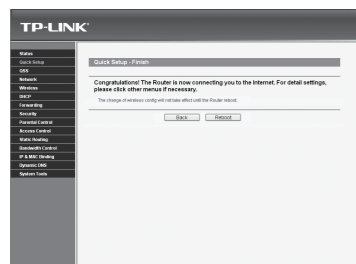 TP-LINK®
Status
Quick Setup
QSS
Network
Wireless
DHCP
Forwarding
Security
Parental Control
Access Control
Static Routing
Bandwidth Control
IP & MAC Binding
Dynamic DNS
System Tools
Quick Setup - Finish
Congratulations! The Router is now connecting you to the Internet. For detail settings,
please click other menus if necessary.
The change of wireless config will not take effect until the Router reboot.
Back Reboot